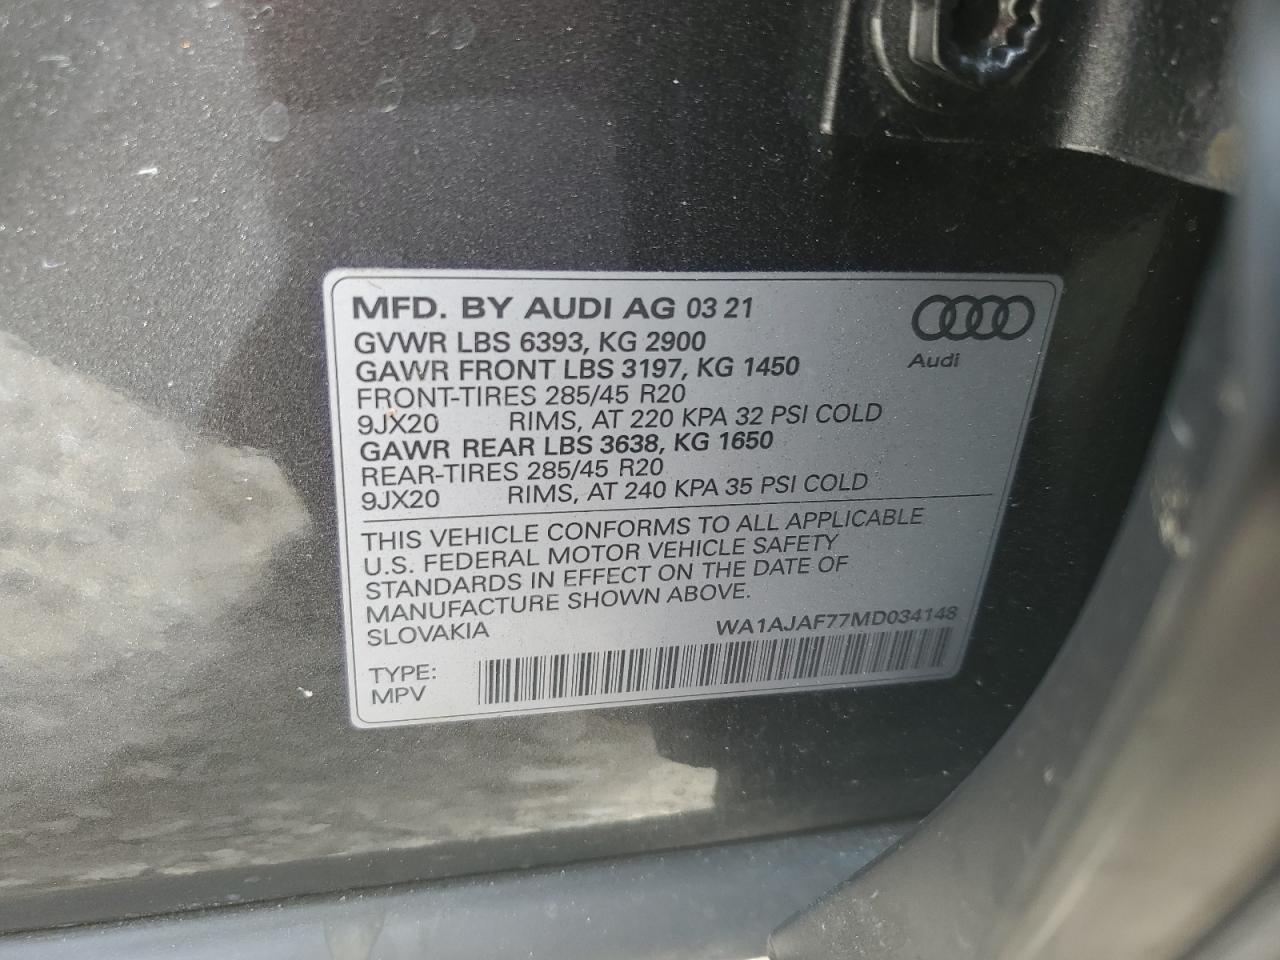 MFD. BY AUDI AG 03 21
GVWR LBS 6393, KG 2900
GAWR FRONT LBS 3197, KG 1450
FRONT-TIRES 285/45 R20
9JX20 RIMS, AT 220 KPA 32 PSI COLD
GAWR REAR LBS 3638, KG 1650
REAR-TIRES 285/45 R20
9JX20 RIMS, AT 240 KPA 35 PSI COLD
Audi
THIS VEHICLE CONFORMS TO ALL APPLICABLE
U.S. FEDERAL MOTOR VEHICLE SAFETY
STANDARDS IN EFFECT ON THE DATE OF
MANUFACTURE SHOWN ABOVE.
SLOVAKIA
WA1AJAF77MD034148
TYPE:
MPV